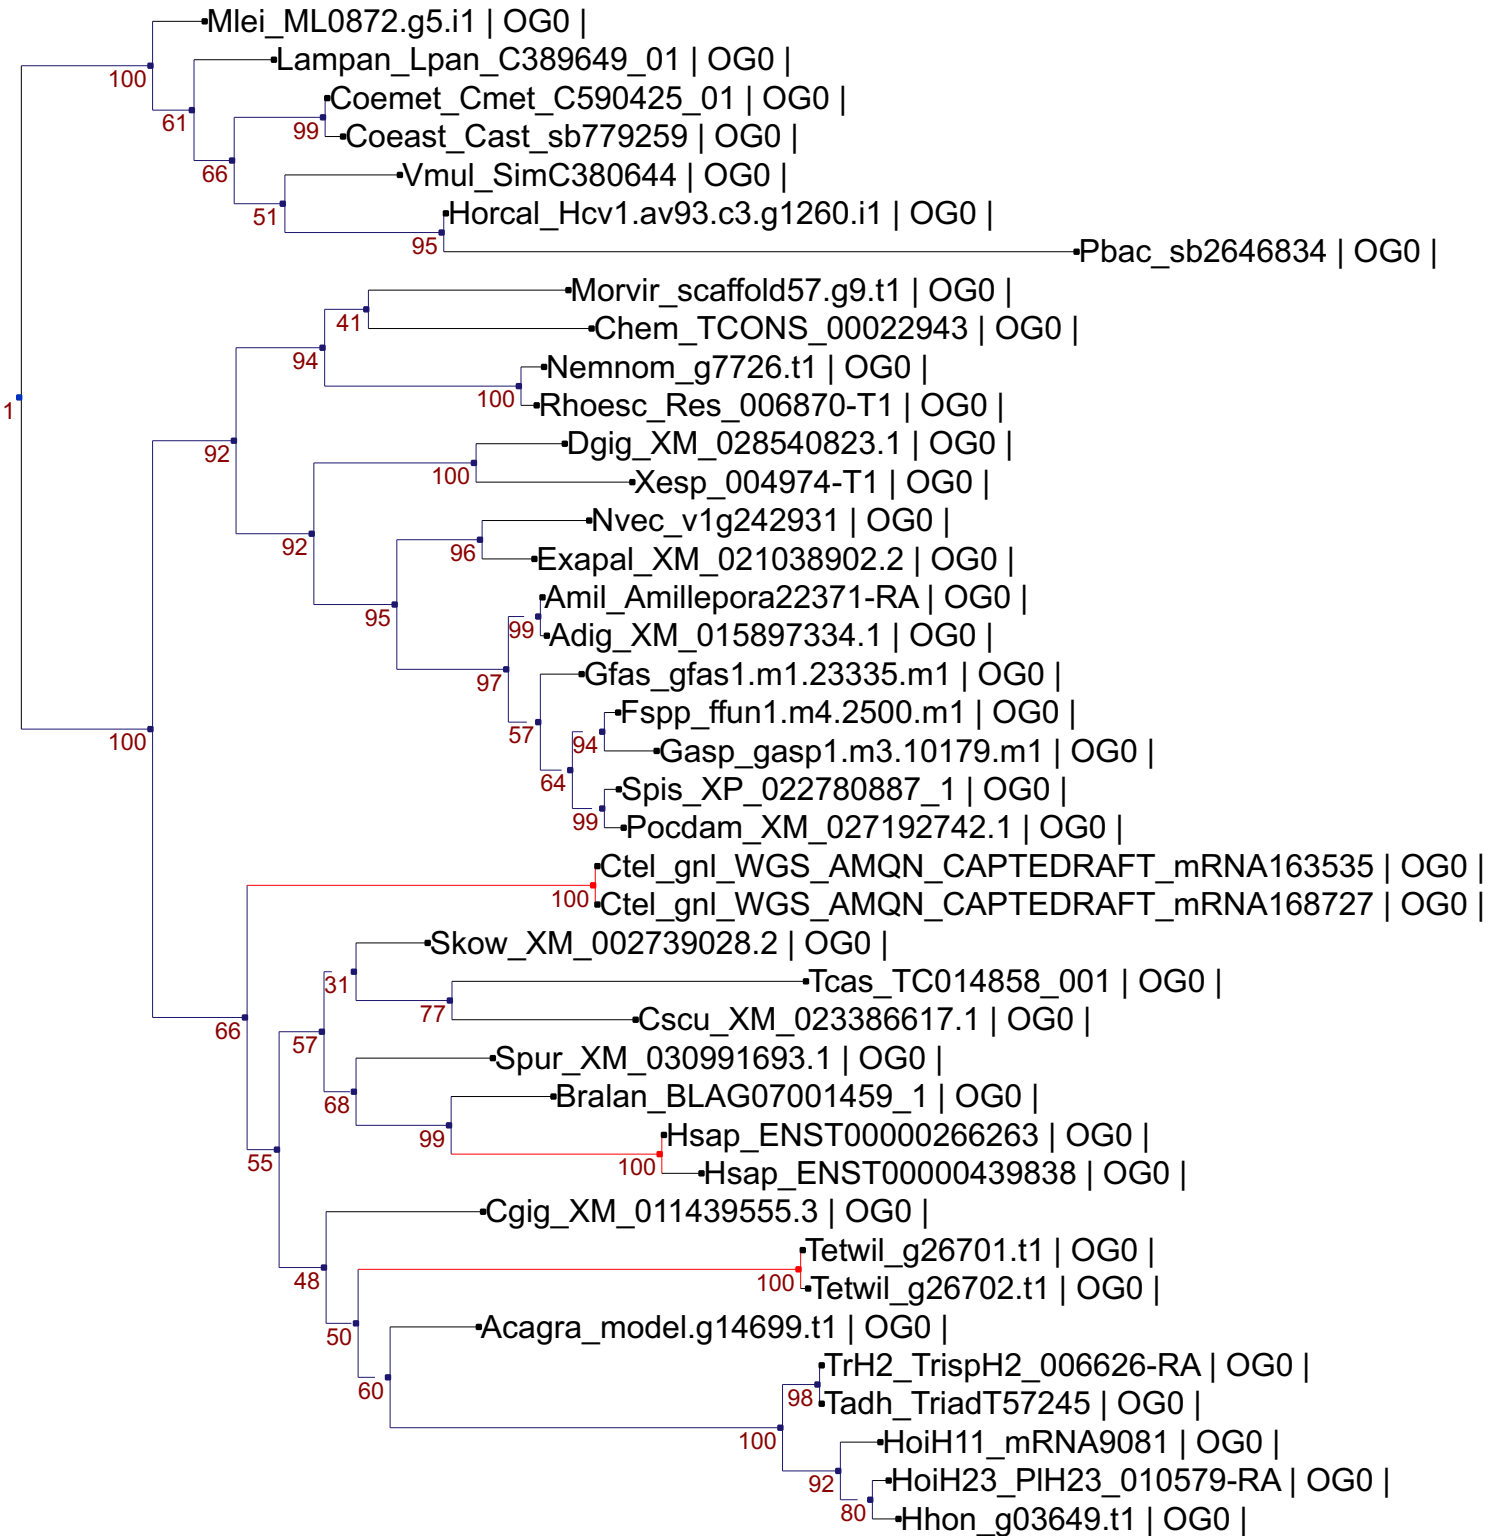 Mlei_ML0872.g5.i1 | OG0 |
Lampan_Lpan_C389649_01 | OG0 |
100
Coemet_Cmet_C590425_01 | OG0 |
61
99
Coeast_Cast_sb779259 | OG0 |
66
Vmul_SimC380644 | OG0 |
51
Horcal_Hcv1.av93.c3.g1260.i1 | OG0 |
95
Pbac_sb2646834 | OG0 |
Morvir_scaffold57.g9.t1 | OG0 |
41
Chem_TCONS_00022943 | OG0 |
94
Nemnom_g7726.t1 | OG0 |
100
Rhoesc_Res_006870-T1 | OG0 |
1
92
Dgig_XM_028540823.1 | OG0 |
100
Xesp_004974-T1 | OG0 |
Nvec_v1g242931 | OG0 |
92
96
Exapal_XM_021038902.2 | OG0 |
Amil_Amillepora22371-RA | OG0 |
95
99
Adig_XM_015897334.1 | OG0 |
Gfas_gfas1.m1.23335.m1 | OG0 |
97
Fspp_ffun1.m4.2500.m1 | OG0 |
57
94
100
Gasp_gasp1.m3.10179.m1 | OG0 |
64
Spis_XP_022780887_1 | OG0 |
99
Pocdam_XM_027192742.1 | OG0 |
Ctel_gnl_WGS_AMQN_CAPTEDRAFT_mRNA163535 | OG0 |
100
Ctel_gnl_WGS_AMQN_CAPTEDRAFT_mRNA168727 | OG0 |
Skow_XM_002739028.2 | OG0 |
31
Tcas_TC014858_001 | OG0 |
77
Cscu_XM_023386617.1 | OG0 |
66
57
Spur_XM_030991693.1 | OG0 |
68
Bralan_BLAG07001459_1 | OG0 |
99
Hsap_ENST00000266263 | OG0 |
55
100
Hsap_ENST00000439838 | OG0 |
Cgig_XM_011439555.3 | OG0 |
Tetwil_g26701.t1 | OG0 |
48
100
Tetwil_g26702.t1 | OG0 |
50
Acagra_model.g14699.t1 | OG0 |
60
TrH2_TrispH2_006626-RA | OG0 |
98
Tadh_TriadT57245 | OG0 |
100
HoiH11_mRNA9081 | OG0 |
92
HoiH23_PlH23_010579-RA | OG0 |
80
Hhon_g03649.t1 | OG0 |